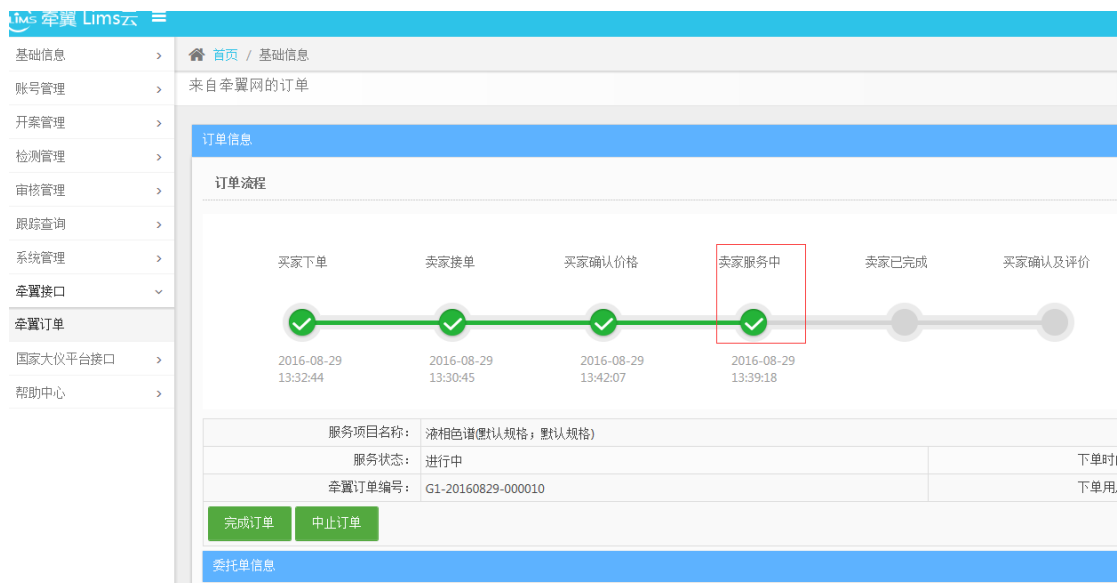 LiMS 牵翼 Lims云
基础信息
账号管理
开案管理
检测管理
审核管理
跟踪查询
系统管理
牵翼接口
牵翼订单
国家大仪平台接口
帮助中心
首页 / 基础信息
来自牵翼网的订单
订单信息
订单流程
买家下单 卖家接单 买家确认价格 卖家服务中 卖家已完成 买家确认及评价
2016-08-29 2016-08-29 2016-08-29 2016-08-29
13:32:44 13:30:45 13:42:07 13:39:18
服务项目名称： 液相色谱(默认规格；默认规格)
服务状态： 进行中 下单时
牵翼订单编号： G1-20160829-000010 下单用
完成订单 中止订单
委托单信息